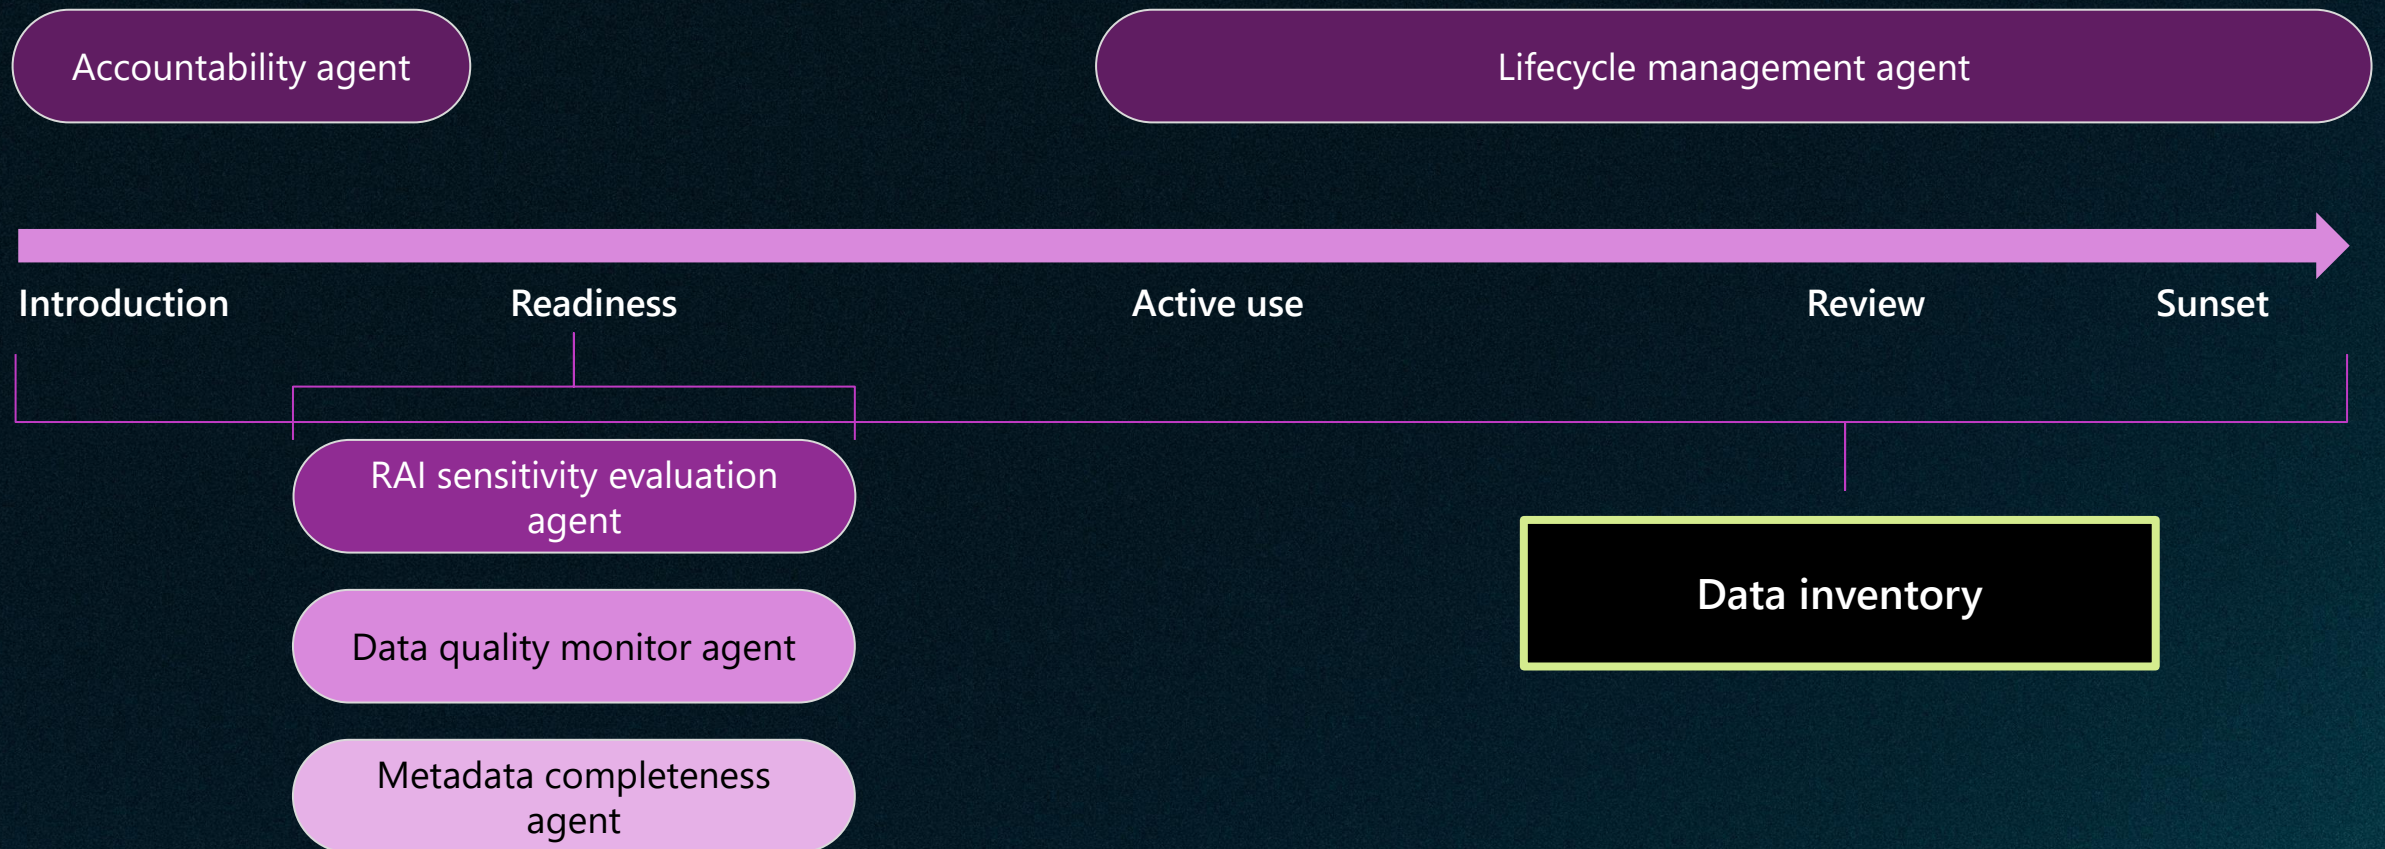 Accountability agent
Lifecycle management agent
Introduction
Readiness
Active use
Review
Sunset
RAI sensitivity evaluation
agent
Data quality monitor agent
Metadata completeness
agent
Data inventory